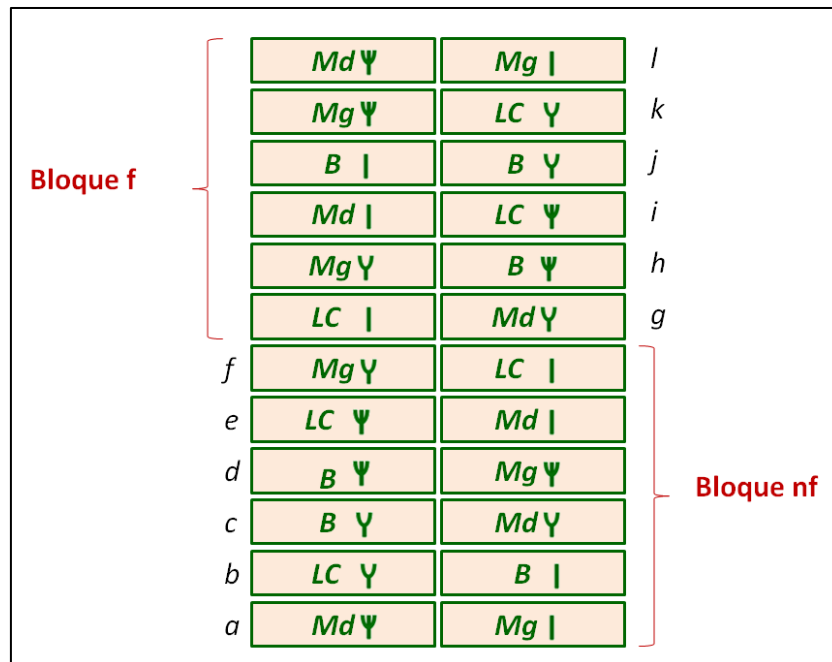 Md Ψ Mg I l
Mg Ψ LC Y k
B I B Y j
Bloque f
Md I LC Ψ i
Mg Y B Ψ h
LC I Md Y g
f Mg Y LC I
e LC Ψ Md I
d B Ψ Mg Ψ
Bloque nf
c B Y Md Y
b LC Y B I
a Md Ψ Mg I